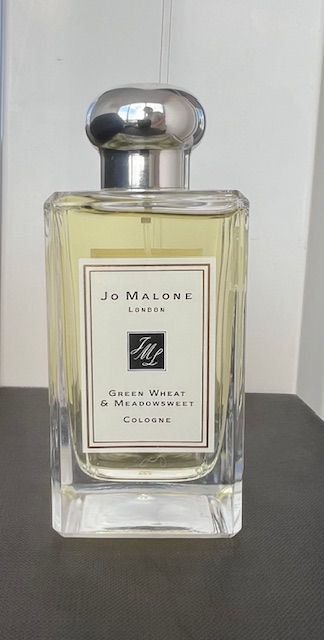 JO MALONE
LONDON
JML
GREEN WHEAT
& MEADOWSWEET
COLOGNE